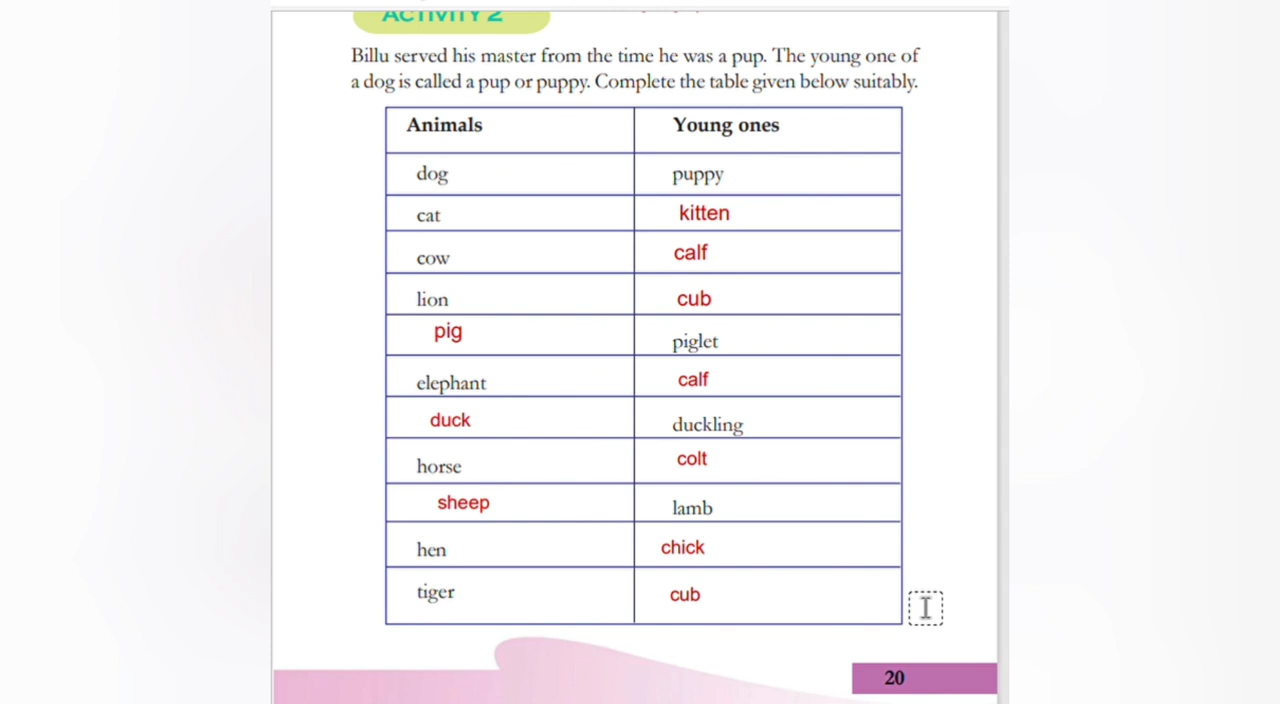 ACTIVITY 2
Billu served his master from the time he was a pup. The young one of
a dog is called a pup or puppy. Complete the table given below suitably.
Animals Young ones
dog puppy
cat kitten
cow calf
lion cub
pig piglet
elephant calf
duck duckling
horse colt
sheep lamb
hen chick
tiger cub
20